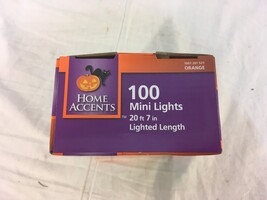 ORANGE
HOME
ACCENTS
100
Mini Lights
20 ft 7 in
Lighted Length